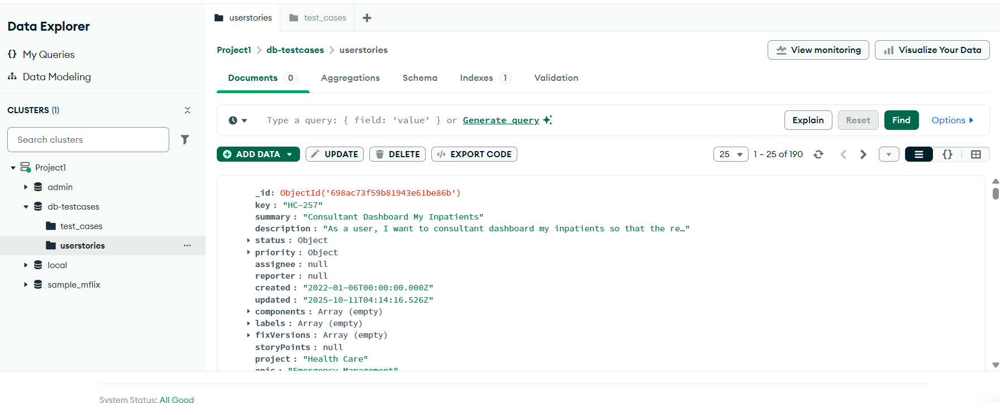 Data Explorer
{} My Queries
Data Modeling
CLUSTERS (1)
Search clusters
Project1
admin
db-testcases
test_cases
userstories
local
sample_mflix
userstories
test_cases
Project1 > db-testcases > userstories
View monitoring
Visualize Your Data
Documents 0 Aggregations Schema Indexes 1 Validation
Type a query: { field: 'value' } or Generate query
Explain Reset Find Options
ADD DATA UPDATE DELETE </> EXPORT CODE
25 1 – 25 of 190 {}
_id: ObjectId('698ac73f59b81943e61be86b')
key : "HC-257"
summary : "Consultant Dashboard My Inpatients"
description : "As a user, I want to consultant dashboard my inpatients so that the re…"
status : Object
priority : Object
assignee : null
reporter : null
created : "2022-01-06T00:00:00.000Z"
updated : "2025-10-11T04:14:16.526Z"
components : Array (empty)
labels : Array (empty)
fixVersions : Array (empty)
storyPoints : null
project : "Health Care"
epic : "Emergency Management"
System Status: All Good